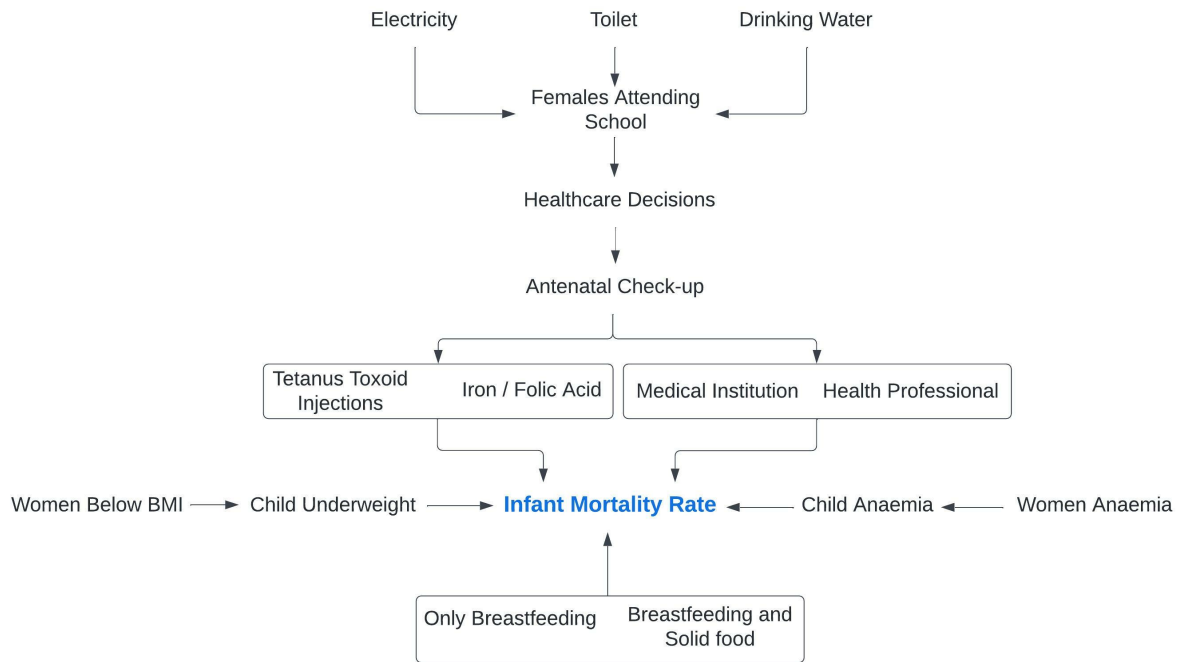 Electricity
Toilet
Drinking Water
Females Attending
School
Healthcare Decisions
Antenatal Check-up
Tetanus Toxoid
Injections
Iron / Folic Acid
Medical Institution
Health Professional
Women Below BMI
Child Underweight
Infant Mortality Rate
Child Anaemia
Women Anaemia
Only Breastfeeding
Breastfeeding and
Solid food